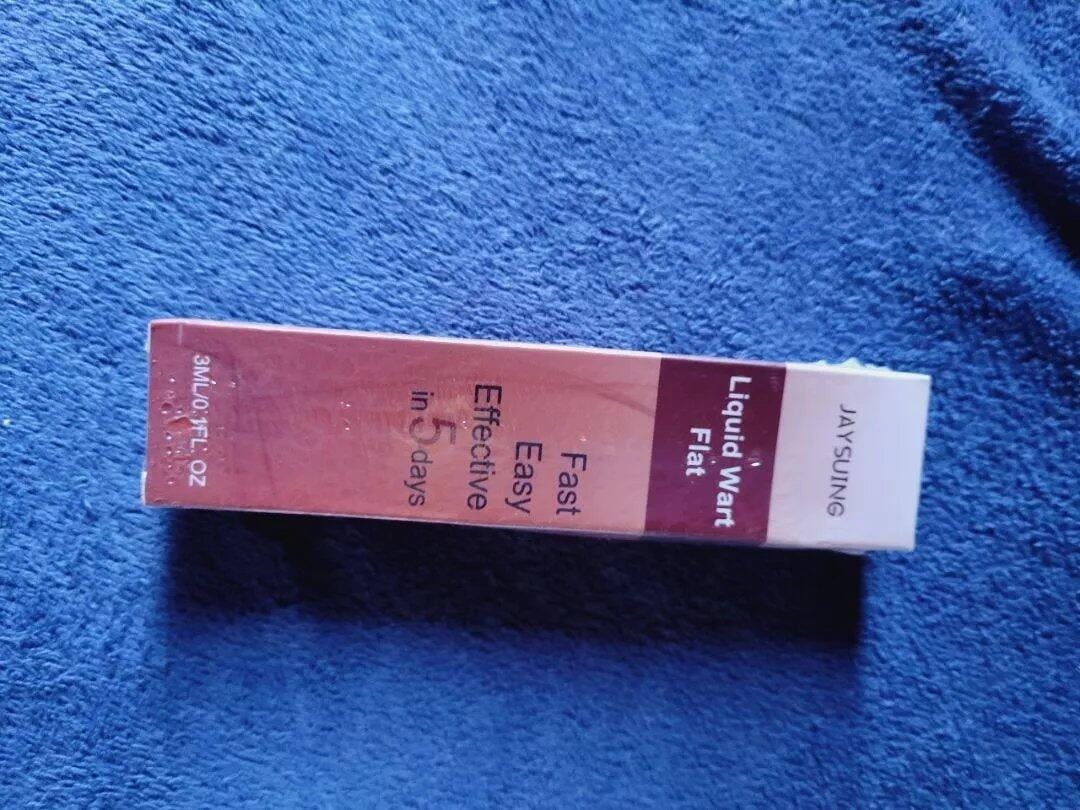 JAYSUING
Liquid Wart
Flat
Fast
Easy
Effective
in 5 days
3ML/0.1FL OZ